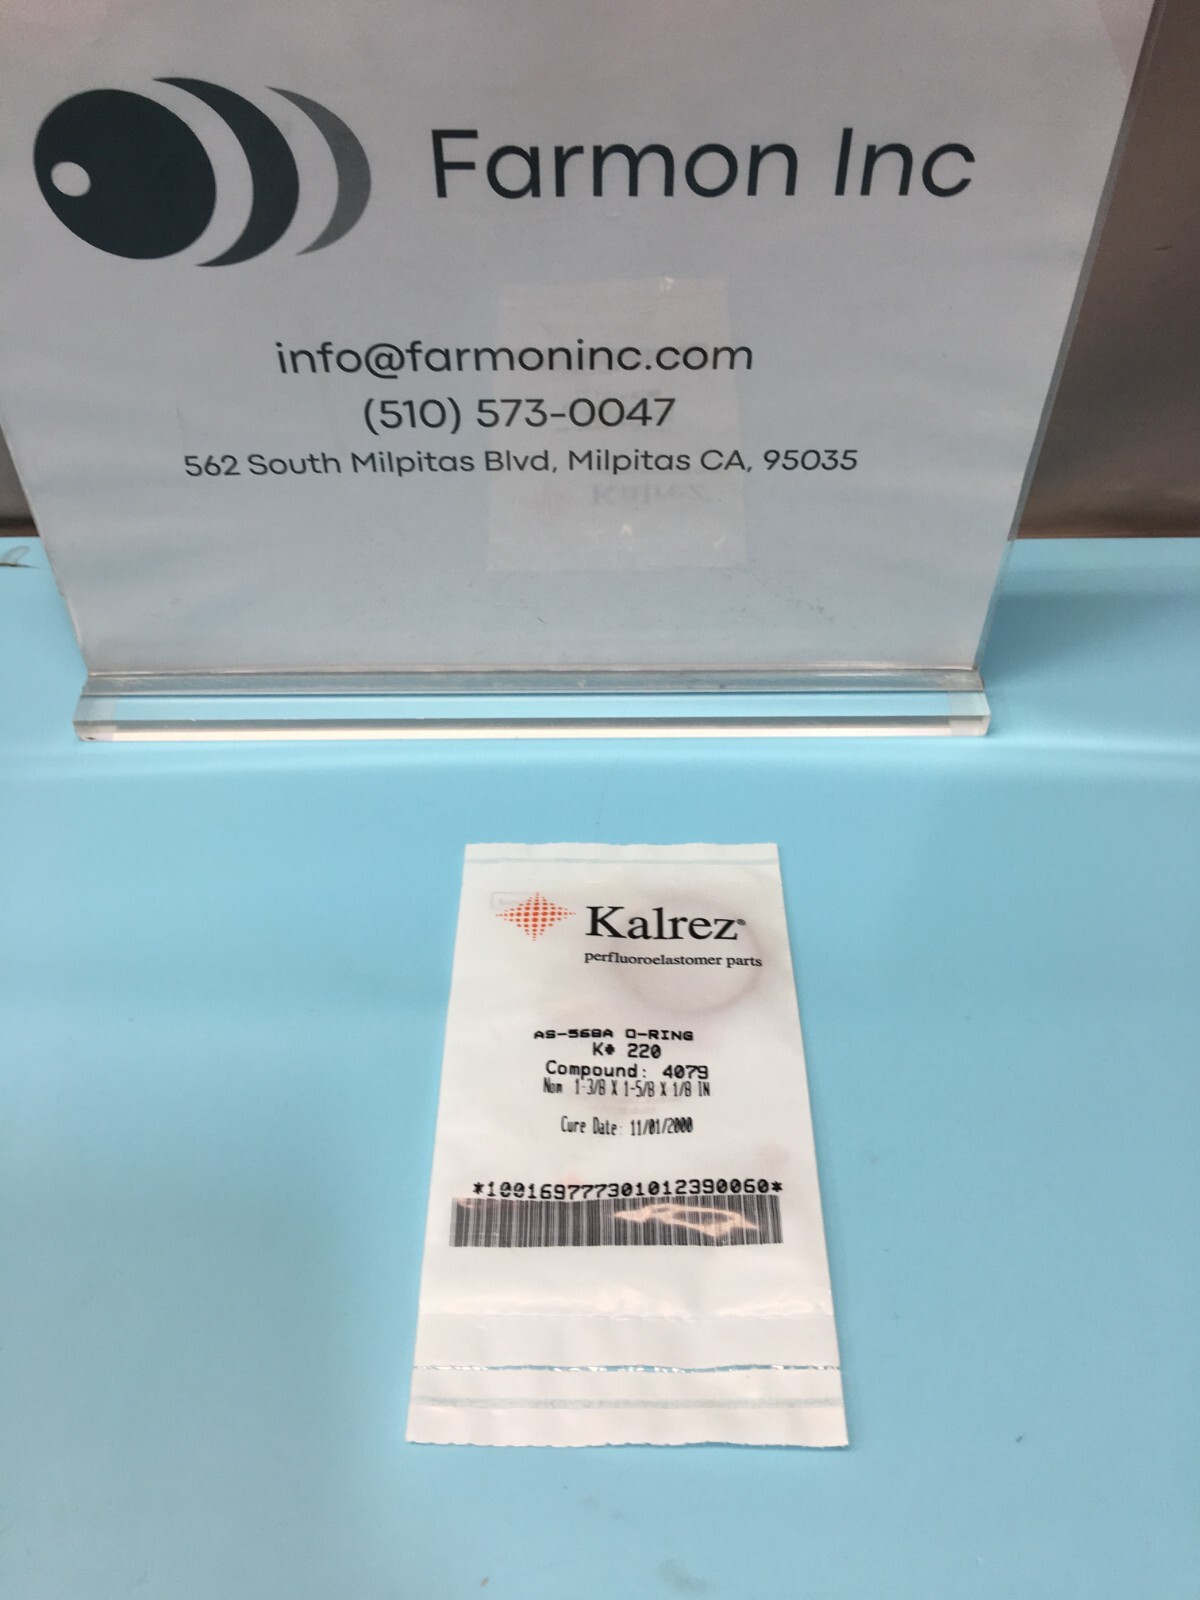 Farmon Inc
info@farmoninc.com
(510) 573-0047
562 South Milpitas Blvd, Milpitas CA, 95035
Kalrez
Kalrez®
perfluoroelastomer parts
AS-568A O-RING
K# 220
Compound: 4079
Nom 1-3/8 X 1-5/8 X 1/8 IN
Cure Date: 11/01/2000
*100169777301012390060*